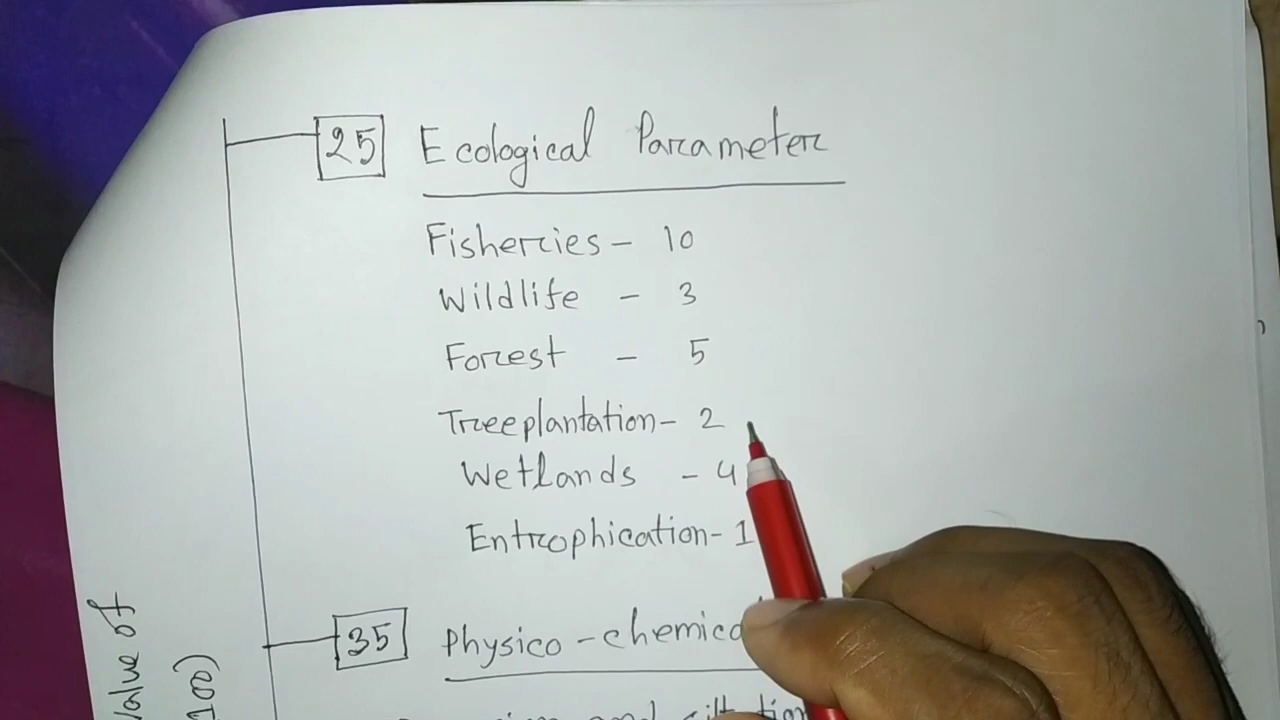 25 Ecological Parameter
Fisheries - 10
Wildlife - 3
Forest - 5
Treeplantation - 2
Wetlands - 4
Entrophication - 1
35 Physico-chemica
and
value of
100)